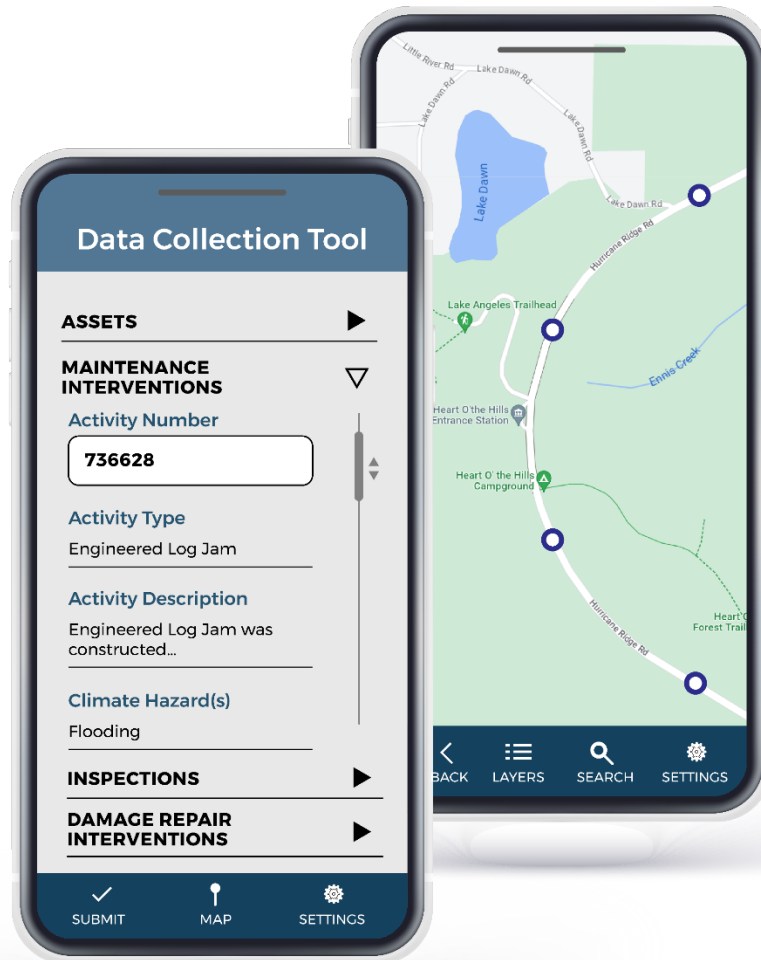 Data Collection Tool
ASSETS
MAINTENANCE
INTERVENTIONS
Activity Number
736628
Activity Type
Engineered Log Jam
Activity Description
Engineered Log Jam was
constructed...
Climate Hazard(s)
Flooding
INSPECTIONS
DAMAGE REPAIR
INTERVENTIONS
SUBMIT
MAP
SETTINGS
Little River Rd
Lake Dawn Rd
Lake Dawn Rd
Lake Dawn Rd
Lake Dawn Rd
Lake Dawn
Hurricane Ridge Rd
Lake Angeles Trailhead
Ennis Creek
Heart O'the Hills
Entrance Station
Heart O' the Hills
Campground
Hurricane Ridge Rd
Heart O
Forest Trail
BACK
LAYERS
SEARCH
SETTINGS